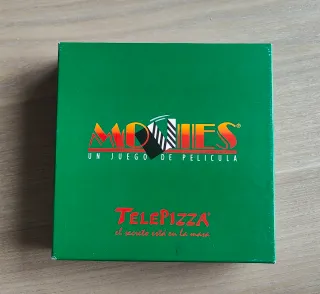 MOVIES®
UN JUEGO DE PELICULA
TELEPIZZA
el secreto está en la masa